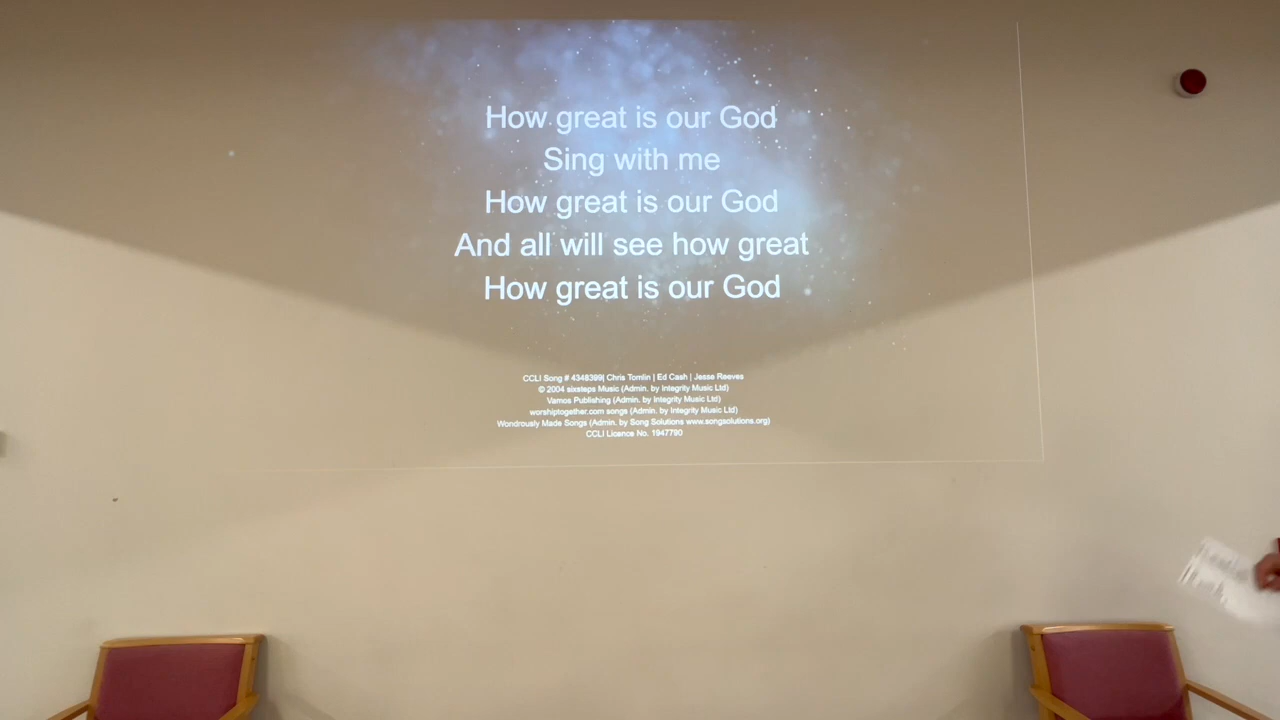 How great is our God
Sing with me
How great is our God
And all will see how great
How great is our God
CCLI Song # 4348399| Chris Tomlin | Ed Cash | Jesse Reeves
© 2004 sixsteps Music (Admin. by Integrity Music Ltd)
Vamos Publishing (Admin. by Integrity Music Ltd)
worshiptogether.com songs (Admin. by Integrity Music Ltd)
Wondrously Made Songs (Admin. by Song Solutions www.songsolutions.org)
CCLI Licence No. 1947790